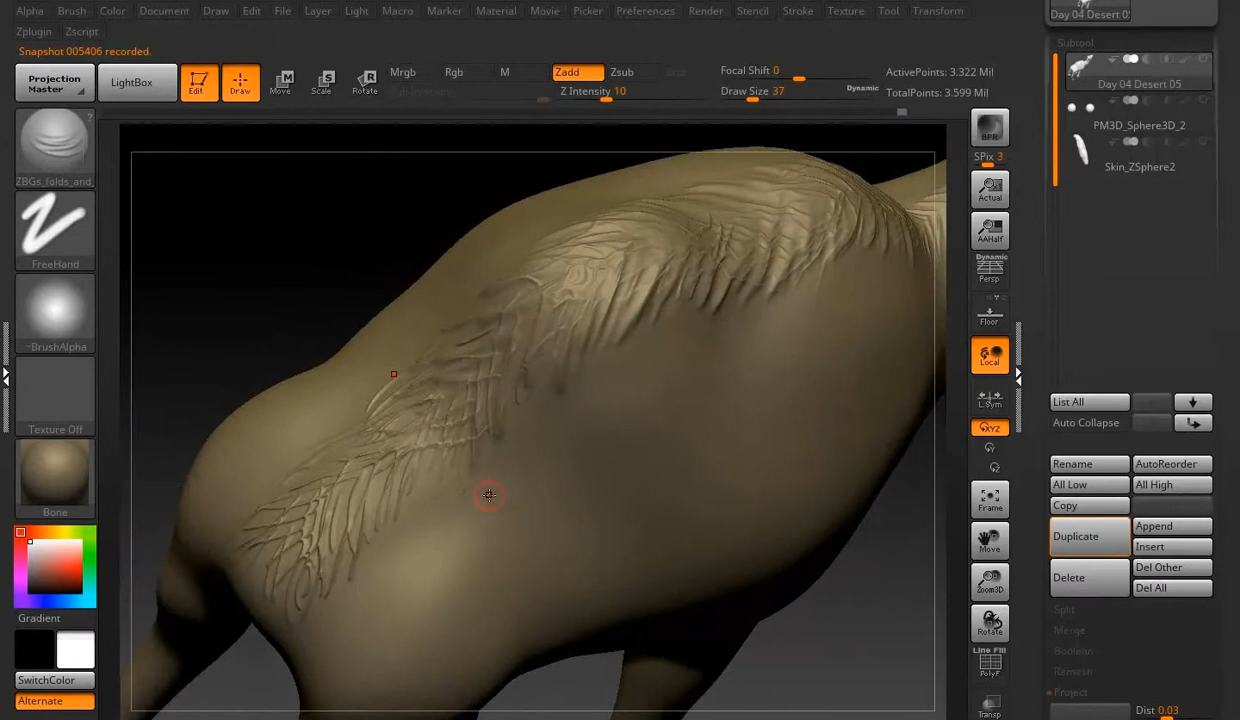 Alpha Brush Color Document Draw Edit File Layer Light Macro Marker Material Movie Picker Preferences Render Stencil Stroke Texture Tool Transform
Zplugin Zscript
Snapshot 005406 recorded.
Projection Master
LightBox
Edit
Draw
Move
Scale
Rotate
Mrgb Rgb M
Zadd Zsub
Z Intensity 10
Focal Shift 0
Draw Size 37
Dynamic
ActivePoints: 3.322 Mil
TotalPoints: 3.599 Mil
ZBGs_folds_and_
FreeHand
~BrushAlpha
Texture Off
Bone
Gradient
SwitchColor
Alternate
BPR
SPix 3
Actual
AAHalf
Dynamic
Persp
Floor
Local
L.Sym
XYZ
Frame
Move
Zoom3D
Rotate
Line Fill
PolyF
Transp
Day 04 Desert 0
Subtool
Day 04 Desert 05
PM3D_Sphere3D_2
Skin_ZSphere2
List All
Auto Collapse
Rename AutoReorder
All Low All High
Copy
Duplicate Append
Insert
Delete Del Other
Del All
Split
Merge
Boolean
Remesh
Project
Dist 0.03